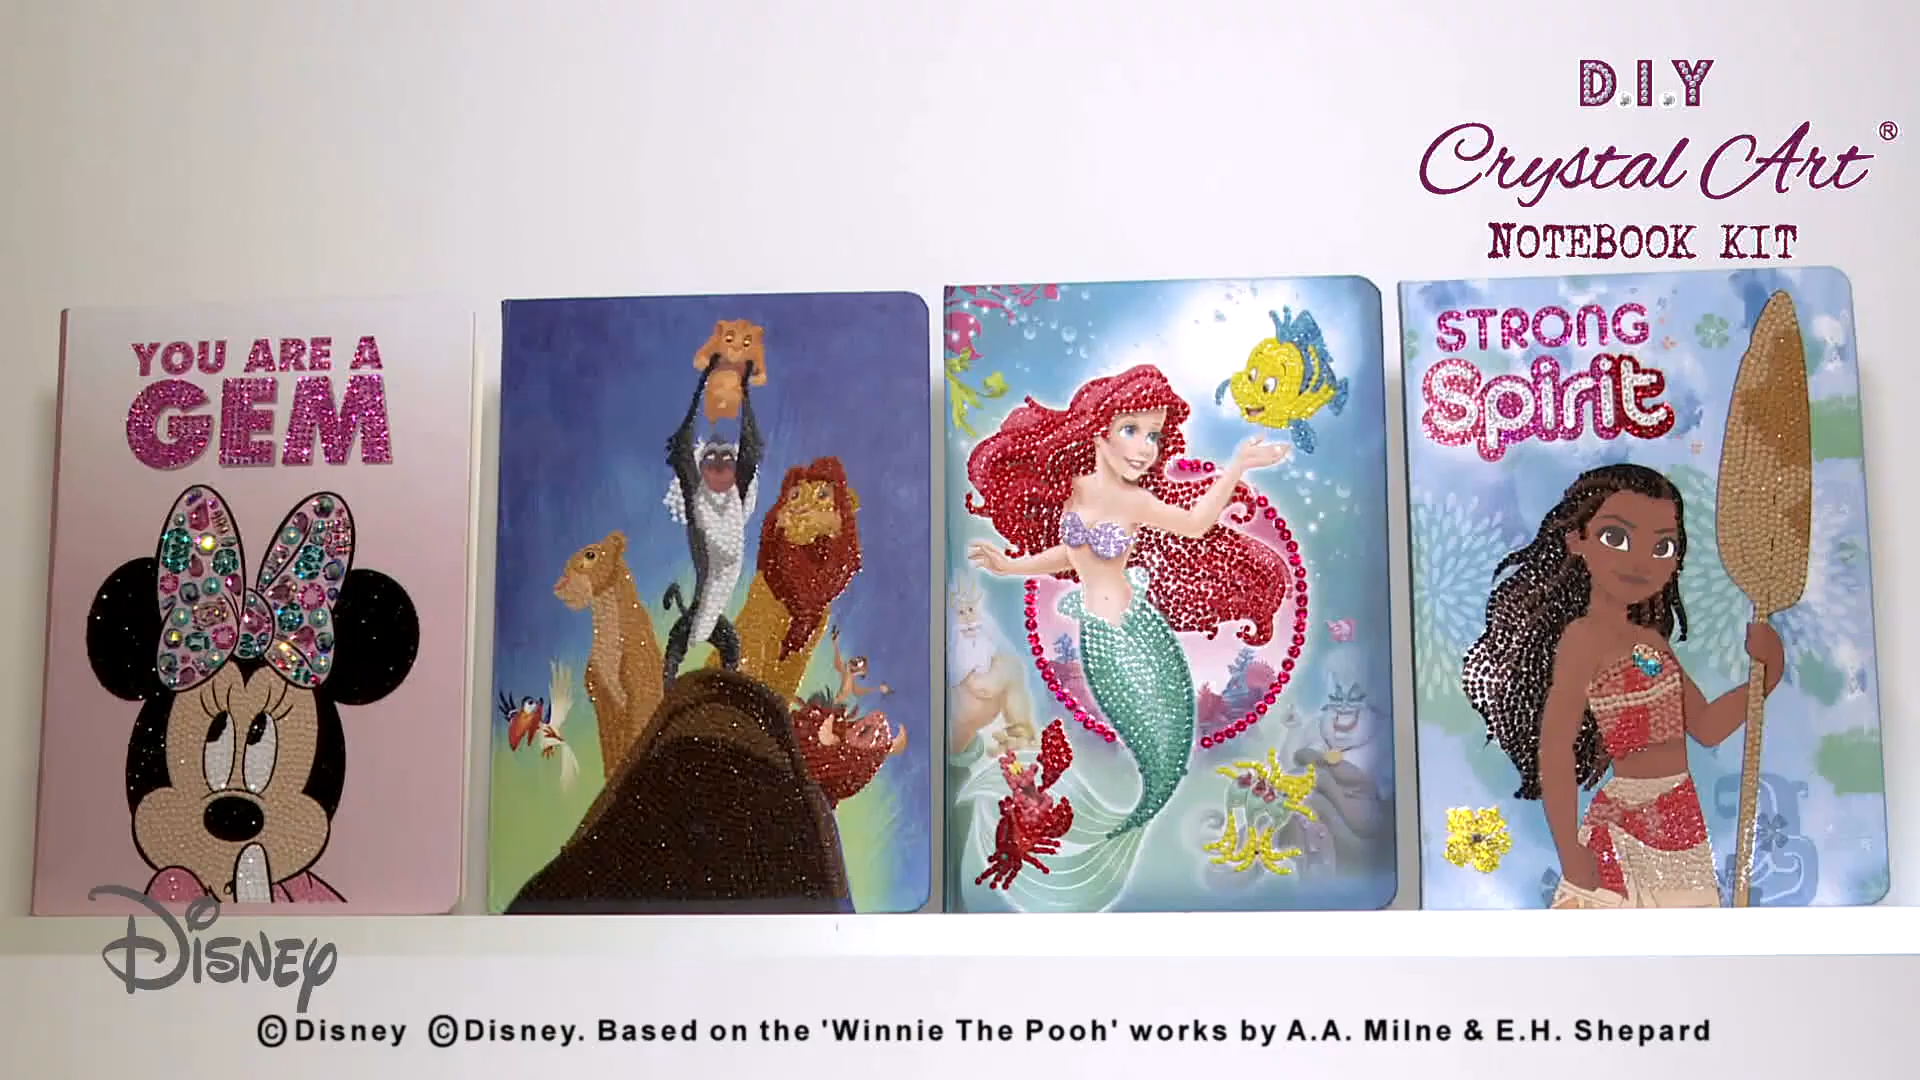 D.I.Y
Crystal Art®
NOTEBOOK KIT
YOU ARE A
GEM
STRONG
Spirit
Disney
©Disney ©Disney. Based on the 'Winnie The Pooh' works by A.A. Milne & E.H. Shepard